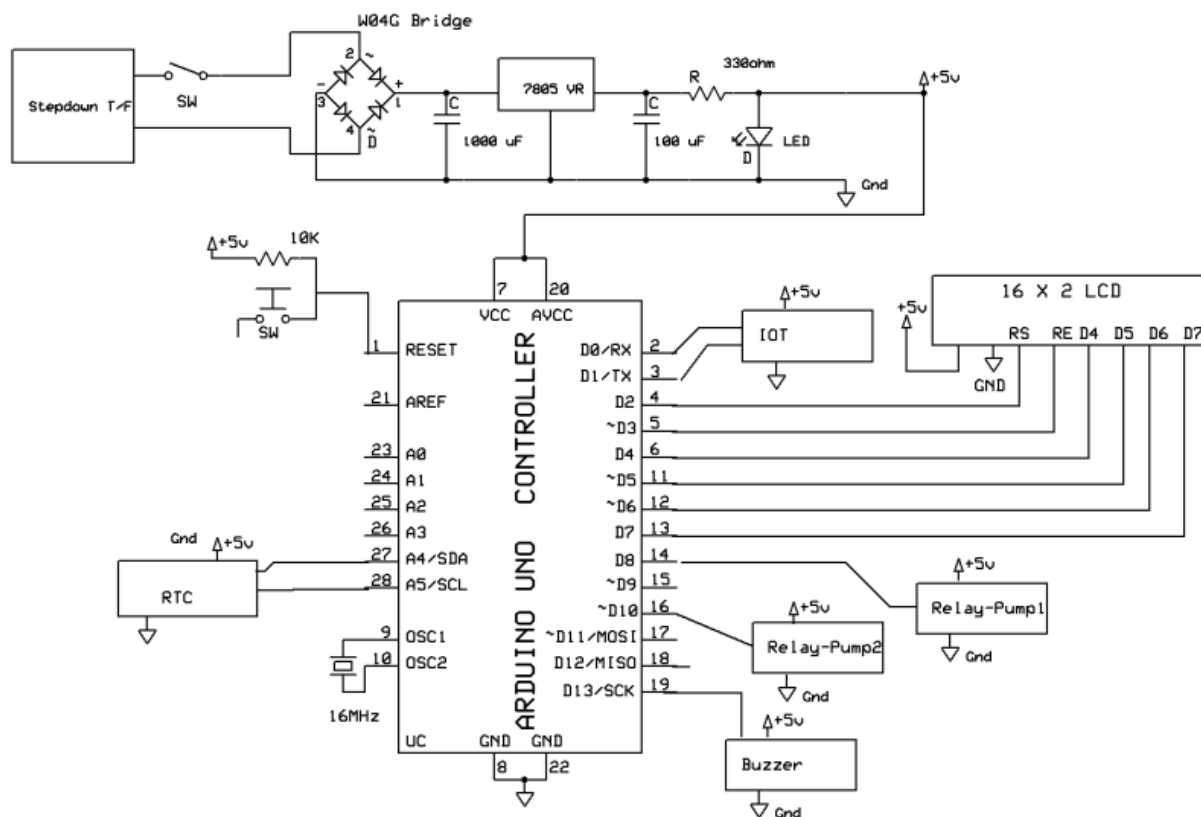 W04G Bridge
Stepdown T/F
SW
2
~
-
+
3
1
4
~
D
C
1000 uF
7805 VR
C
100 uF
R
330ohm
D
LED
+5v
Gnd
+5v
10K
SW
7
20
VCC
AVCC
1
RESET
21
AREF
23
A0
24
A1
25
A2
26
A3
27
A4/SDA
28
A5/SCL
9
OSC1
10
OSC2
UC
GND
GND
8
22
ARDUINO UNO CONTROLLER
D0/RX
2
D1/TX
3
D2
4
~D3
5
D4
6
~D5
11
~D6
12
D7
13
D8
14
~D9
15
~D10
16
~D11/MOSI
17
D12/MISO
18
D13/SCK
19
Gnd
+5v
RTC
16MHz
+5v
IOT
+5v
16 X 2 LCD
RS
RE
D4
D5
D6
D7
GND
+5v
Relay-Pump1
Gnd
+5v
Relay-Pump2
Gnd
+5v
Buzzer
Gnd